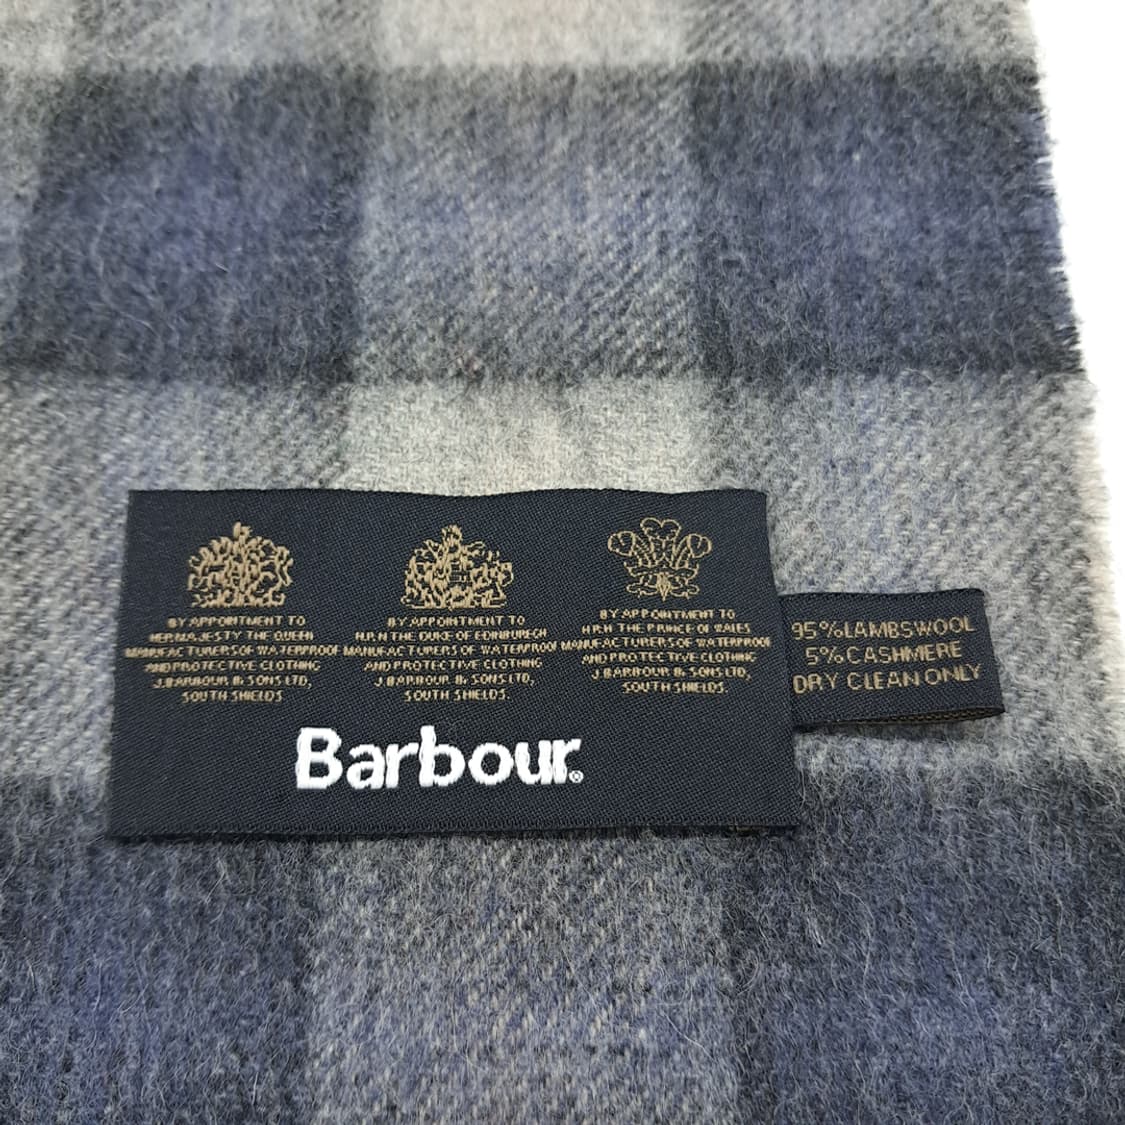 BY APPOINTMENT TO
HER MAJESTY THE QUEEN
MANUFACTURERS OF WATERPROOF
AND PROTECTIVE CLOTHING
J.BARBOUR & SONS LTD,
SOUTH SHIELDS
BY APPOINTMENT TO
H.R.H THE DUKE OF EDINBURGH
MANUFACTURERS OF WATERPROOF
AND PROTECTIVE CLOTHING
J.BARBOUR & SONS LTD,
SOUTH SHIELDS.
BY APPOINTMENT TO
H.R.H THE PRINCE OF WALES
MANUFACTURERS OF WATERPROOF
AND PROTECTIVE CLOTHING
J.BARBOUR & SONS LTD,
SOUTH SHIELDS.
Barbour®
95%LAMBSWOOL
5%CASHMERE
DRY CLEAN ONLY